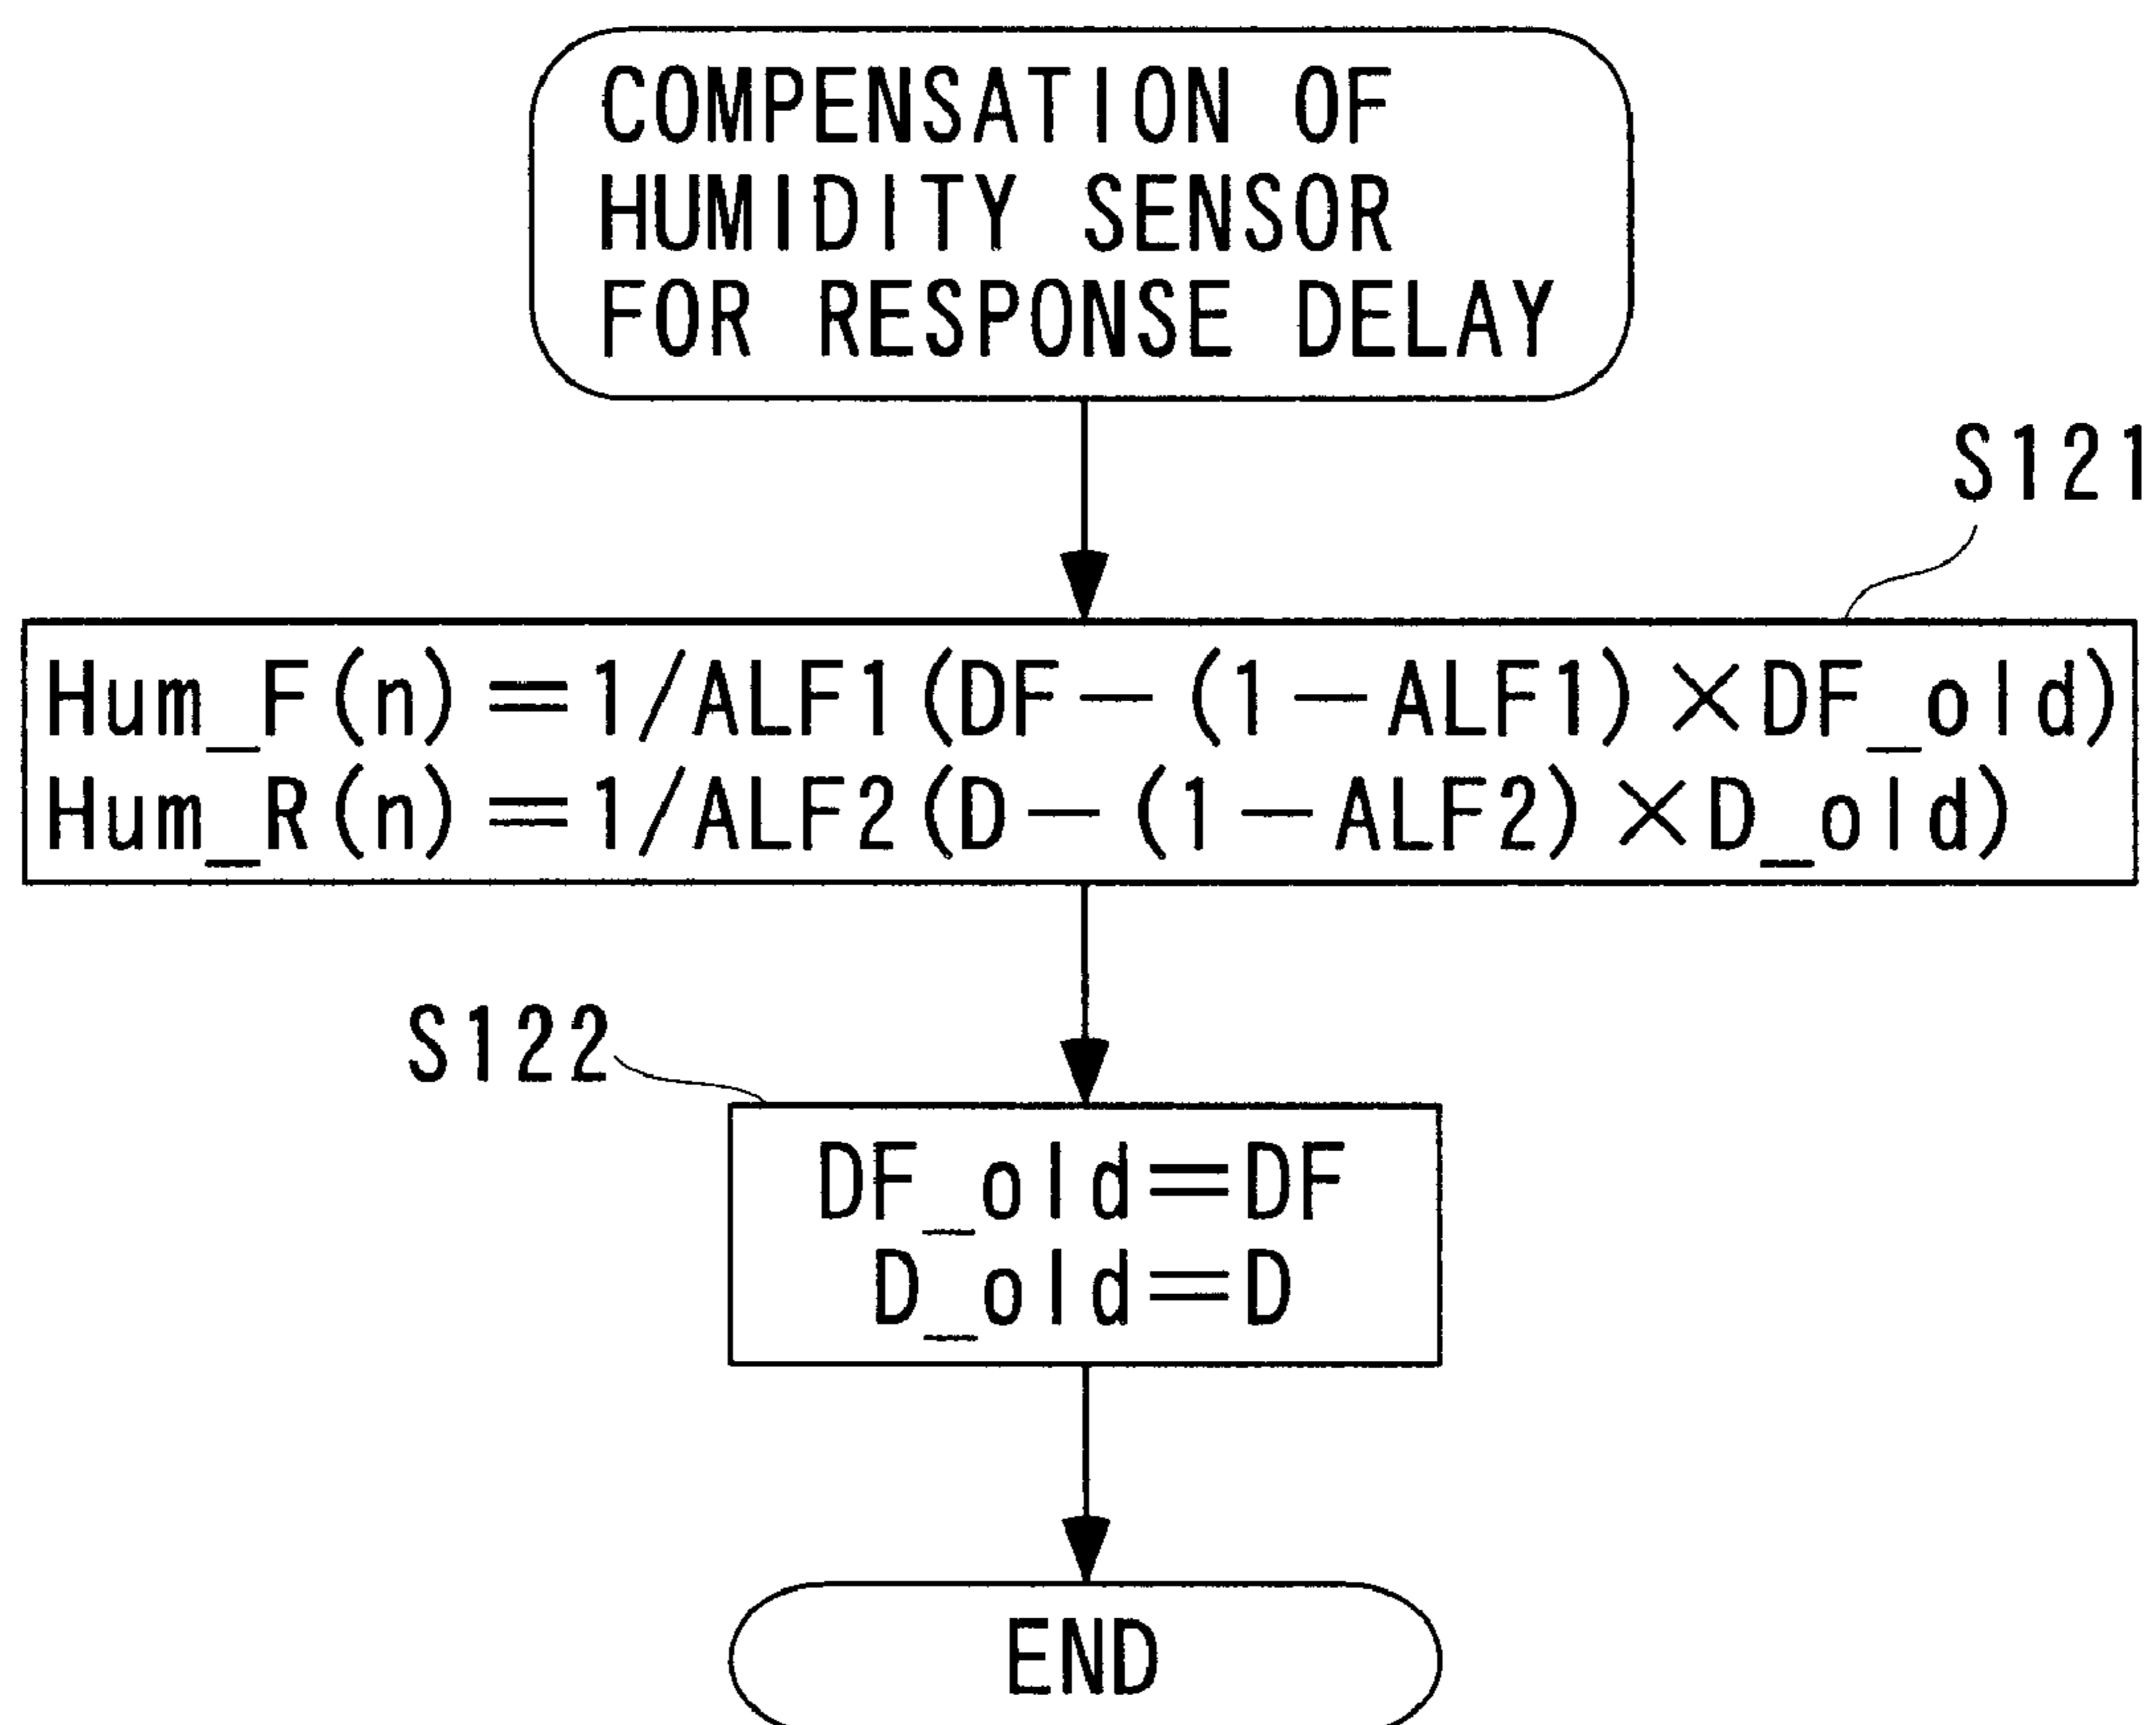 COMPENSATION OF
HUMIDITY SENSOR
FOR RESPONSE DELAY
S121
Hum_F(n)=1/ALF1(DF-(1-ALF1)×DF_old)
Hum_R(n)=1/ALF2(D-(1-ALF2)×D_old)
S122
DF_old=DF
D_old=D
END